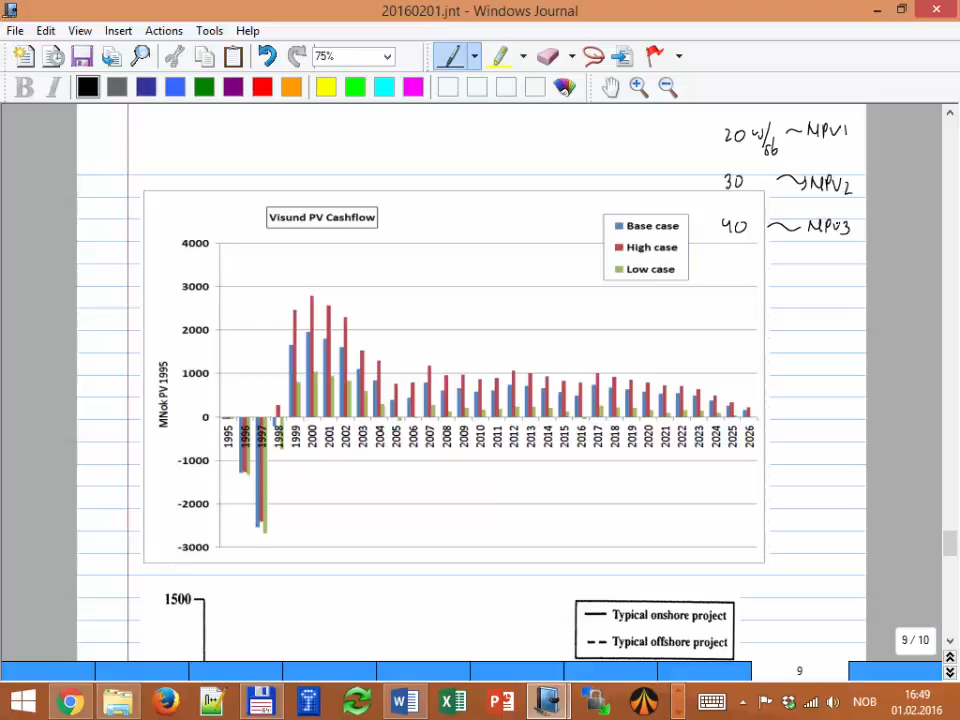 20160201.jnt - Windows Journal
File Edit View Insert Actions Tools Help
75%
B I
20 $/bb ~ NPV1
30 ~ NPV2
40 ~ NPV3
Visund PV Cashflow
Base case
High case
Low case
MNok PV 1995
4000
3000
2000
1000
0
-1000
-2000
-3000
1995 1996 1997 1998 1999 2000 2001 2002 2003 2004 2005 2006 2007 2008 2009 2010 2011 2012 2013 2014 2015 2016 2017 2018 2019 2020 2021 2022 2023 2024 2025 2026
1500
Typical onshore project
Typical offshore project
9 / 10
9
NOB
16:49
01.02.2016